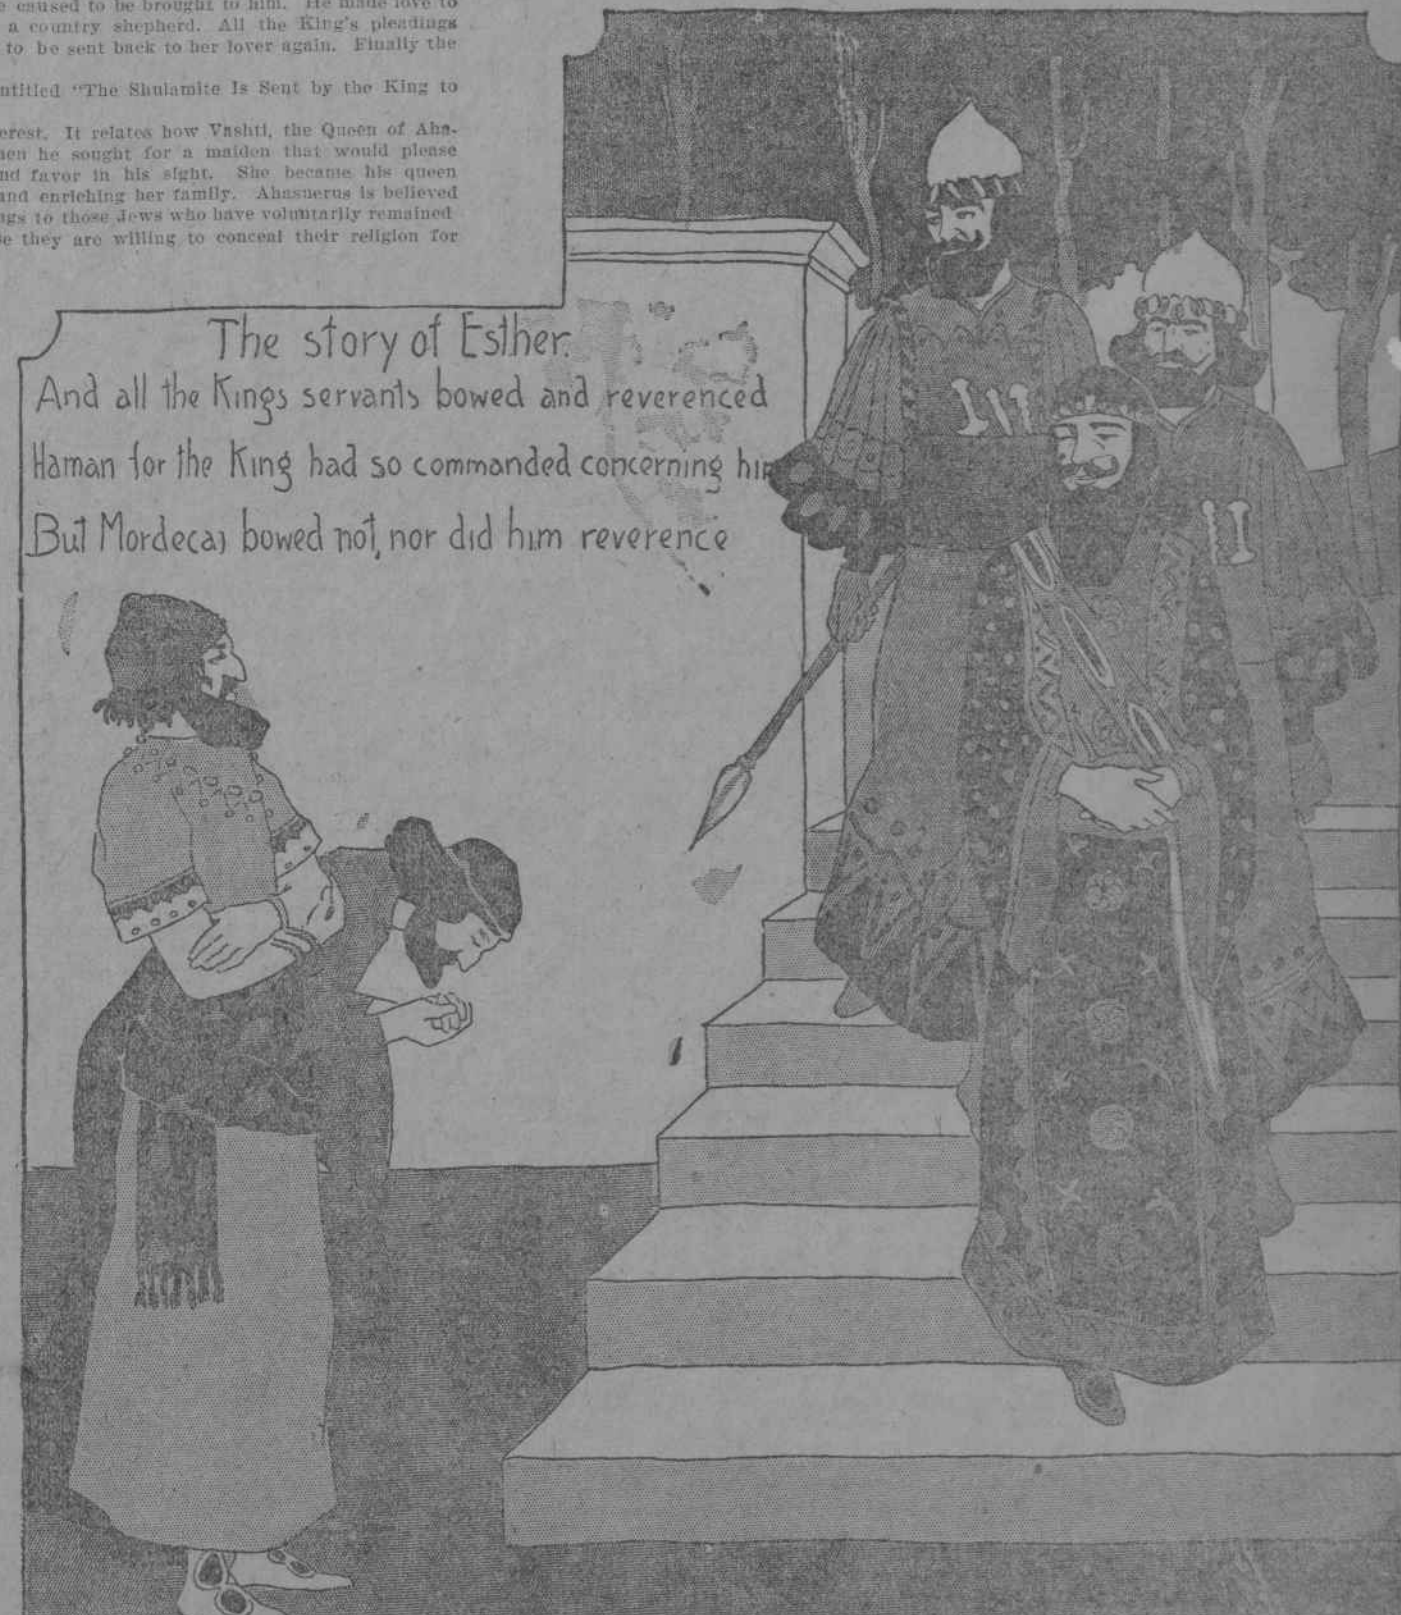 caused to be brought to him. He made love to
a country shepherd. All the King's pleadings
to be sent back to her lover again. Finally the
ntitled "The Shulamite Is Sent by the King to
erest. It relates how Vashti, the Queen of Aha-
hen he sought for a maiden that would please
nd favor in his sight. She became his queen
and enriching her family. Ahasuerus is believed
ngs to those Jews who have voluntarily remained
e they are willing to conceal their religion for
The story of Esther.
And all the Kings servants bowed and reverenced
Haman for the King had so commanded concerning him
But Mordecai bowed not, nor did him reverence